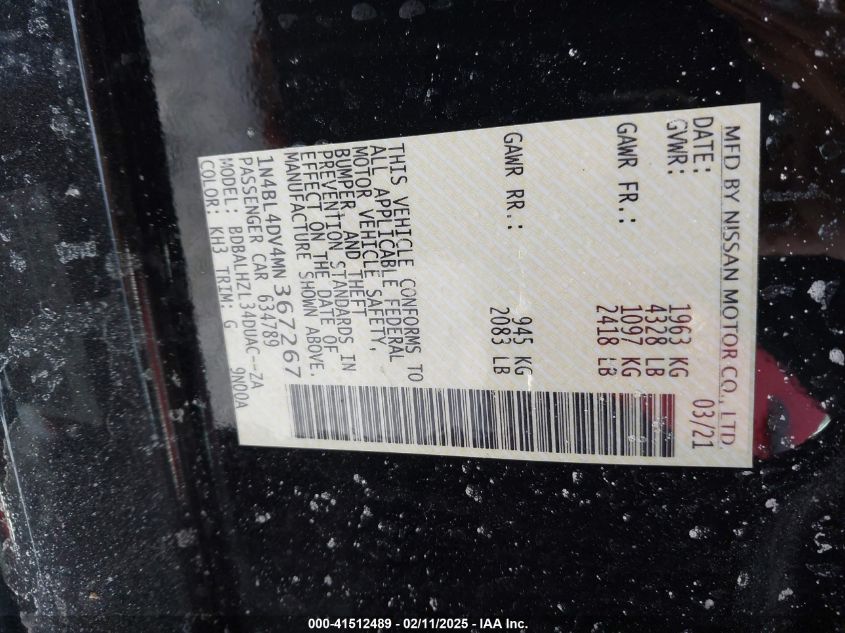 MFD BY NISSAN MOTOR CO., LTD.
DATE: 03/21
GVWR: 1963 KG
4328 LB
GAWR FR.: 1097 KG
2418 LB
GAWR RR.: 945 KG
2083 LB
THIS VEHICLE CONFORMS TO
ALL APPLICABLE FEDERAL
MOTOR VEHICLE SAFETY,
BUMPER, AND THEFT
PREVENTION STANDARDS IN
EFFECT ON THE DATE OF
MANUFACTURE SHOWN ABOVE.
1N4BL4DV4MN367267
PASSENGER CAR 634789
MODEL: BDBALHZL34DUAC--ZA
COLOR: KH3 TRIM: G 9N00A
000-41512489 - 02/11/2025 - IAA Inc.